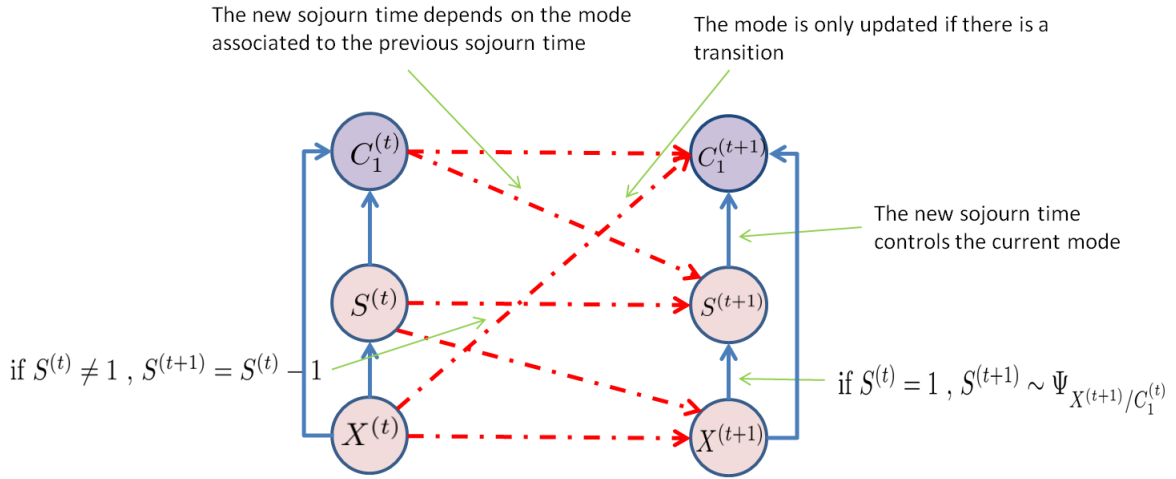 The new sojourn time depends on the mode
associated to the previous sojourn time
The mode is only updated if there is a
transition
C_1^{(t)}
C_1^{(t+1)}
The new sojourn time
controls the current mode
S^{(t)}
S^{(t+1)}
if S^{(t)} ≠ 1 , S^{(t+1)} = S^{(t)} − 1
if S^{(t)} = 1 , S^{(t+1)} ∼ Ψ_{X^{(t+1)}/C_1^{(t)}}
X^{(t)}
X^{(t+1)}